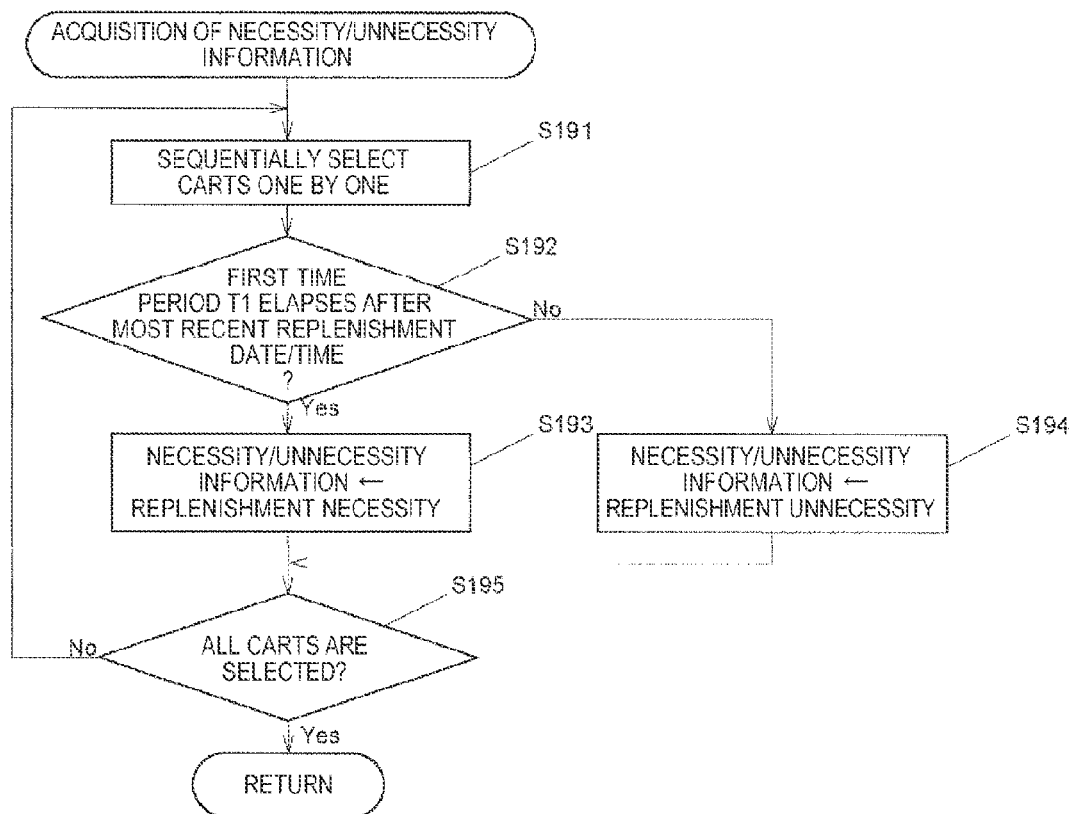 ACQUISITION OF NECESSITY/UNNECESSITY
INFORMATION
S191
SEQUENTIALLY SELECT
CARTS ONE BY ONE
S192
FIRST TIME
PERIOD T1 ELAPSES AFTER
MOST RECENT REPLENISHMENT
DATE/TIME
?
No
Yes
S193
NECESSITY/UNNECESSITY
INFORMATION ←
REPLENISHMENT NECESSITY
S194
NECESSITY/UNNECESSITY
INFORMATION ←
REPLENISHMENT UNNECESSITY
S195
No
ALL CARTS ARE
SELECTED?
Yes
RETURN